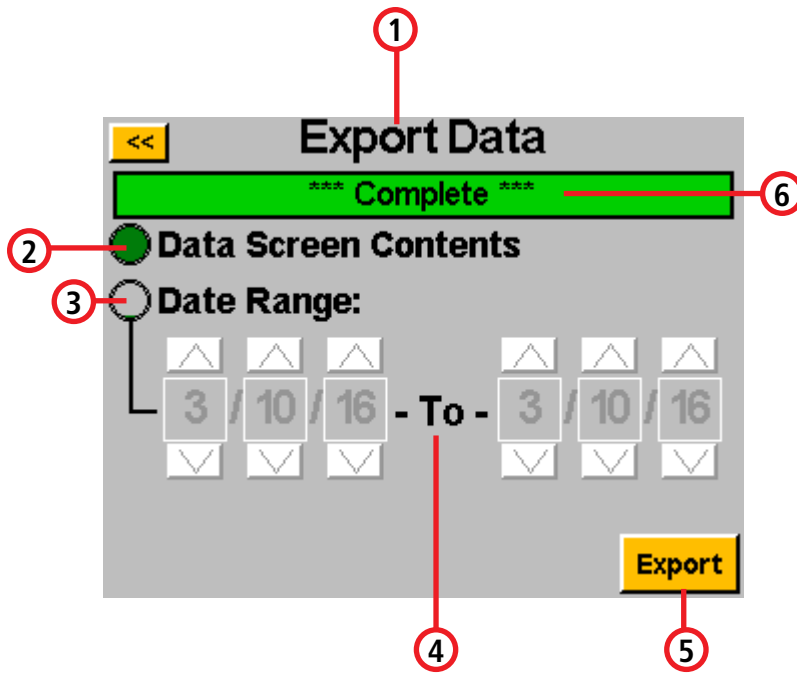 1
<< Export Data
*** Complete *** 6
2 Data Screen Contents
3 Date Range:
3 / 10 / 16 - To - 3 / 10 / 16
Export
4 5